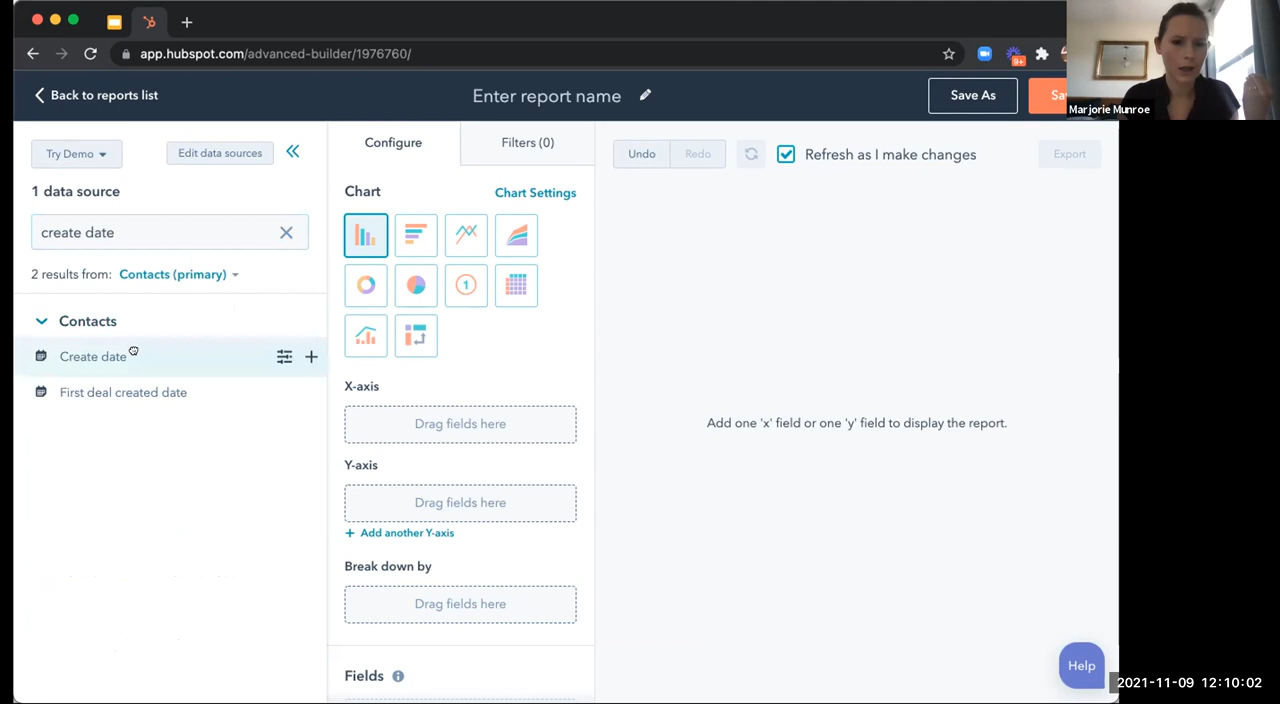 app.hubspot.com/advanced-builder/1976760/
9+
Back to reports list
Enter report name
Save As
Marjorie Munroe
Try Demo
Edit data sources
1 data source
create date
2 results from: Contacts (primary)
Contacts
Create date
First deal created date
Configure
Filters (0)
Chart
Chart Settings
1
X-axis
Drag fields here
Y-axis
Drag fields here
+ Add another Y-axis
Break down by
Drag fields here
Fields
Undo
Redo
Refresh as I make changes
Export
Add one 'x' field or one 'y' field to display the report.
Help
2021-11-09 12:10:02